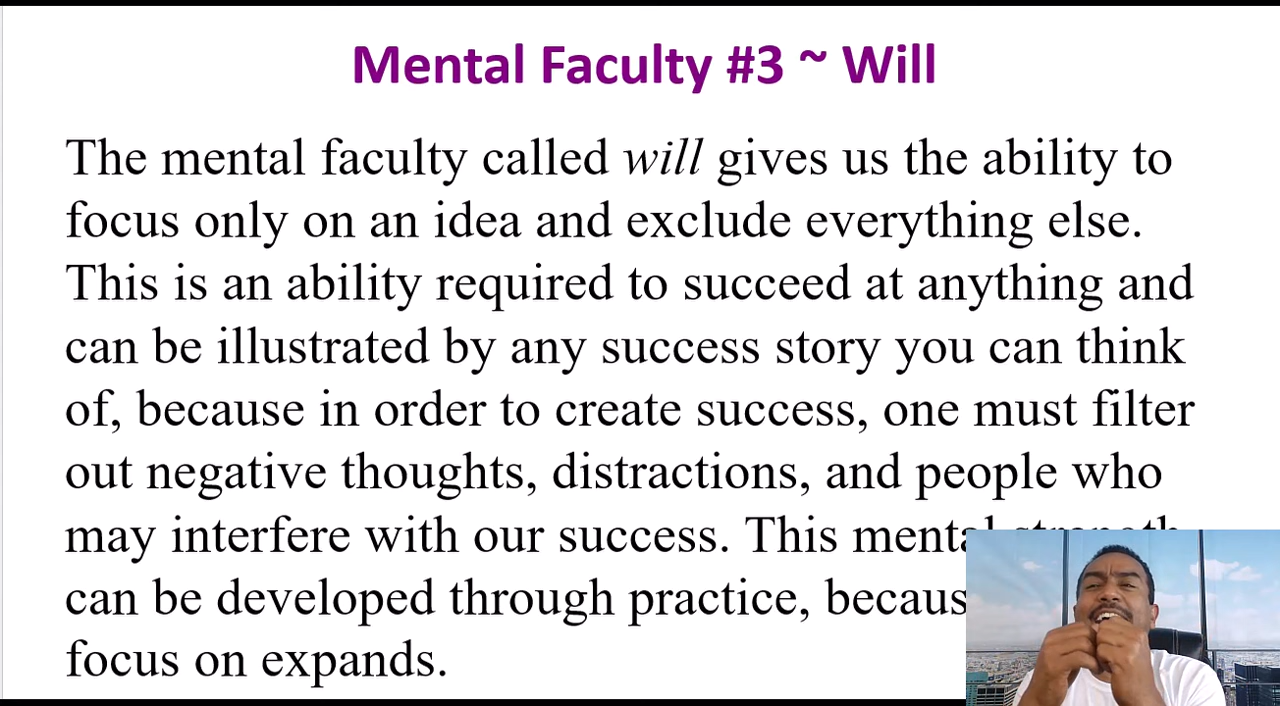 Mental Faculty #3 ~ Will
The mental faculty called will gives us the ability to
focus only on an idea and exclude everything else.
This is an ability required to succeed at anything and
can be illustrated by any success story you can think
of, because in order to create success, one must filter
out negative thoughts, distractions, and people who
may interfere with our success. This mental strength
can be developed through practice,
focus on expands.